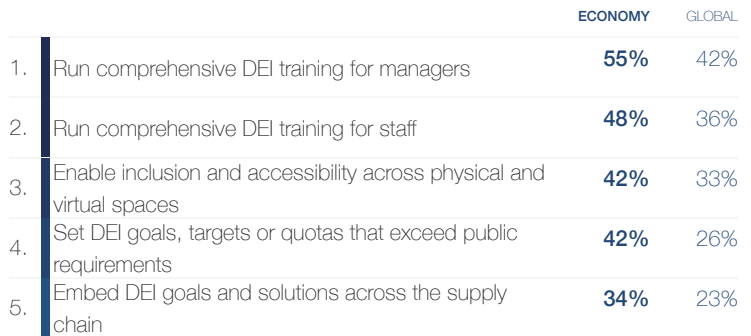 ECONOMY GLOBAL
1. Run comprehensive DEI training for managers 55% 42%
2. Run comprehensive DEI training for staff 48% 36%
3. Enable inclusion and accessibility across physical and
virtual spaces 42% 33%
4. Set DEI goals, targets or quotas that exceed public
requirements 42% 26%
5. Embed DEI goals and solutions across the supply
chain 34% 23%